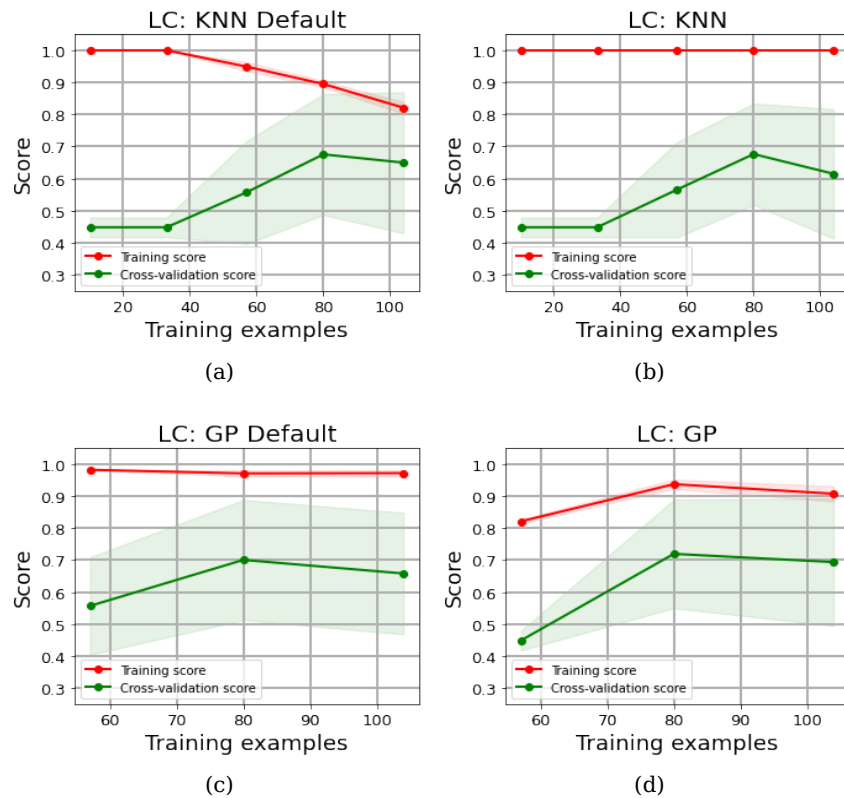 LC: KNN Default
Score
1.0
0.9
0.8
0.7
0.6
0.5
0.4
0.3
Training score
Cross-validation score
20 40 60 80 100
Training examples
(a)
LC: KNN
Score
1.0
0.9
0.8
0.7
0.6
0.5
0.4
0.3
Training score
Cross-validation score
20 40 60 80 100
Training examples
(b)
LC: GP Default
Score
1.0
0.9
0.8
0.7
0.6
0.5
0.4
0.3
Training score
Cross-validation score
60 70 80 90 100
Training examples
(c)
LC: GP
Score
1.0
0.9
0.8
0.7
0.6
0.5
0.4
0.3
Training score
Cross-validation score
60 70 80 90 100
Training examples
(d)